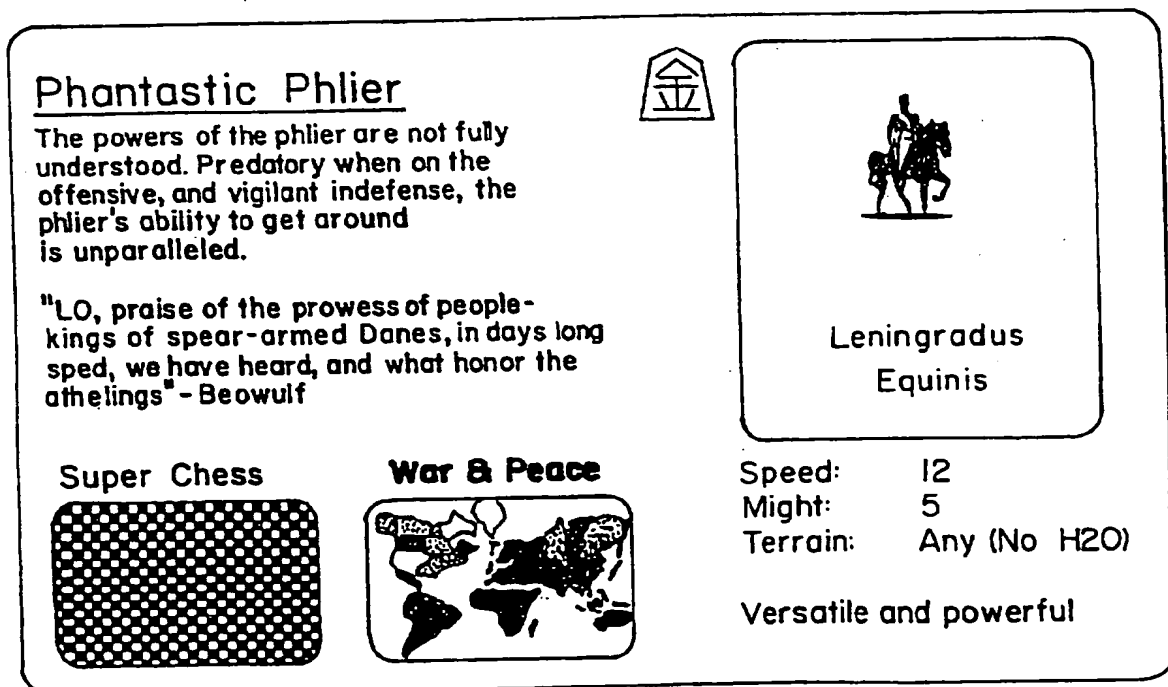 Phantastic Phlier
The powers of the phlier are not fully
understood. Predatory when on the
offensive, and vigilant indefense, the
phlier's ability to get around
is unparalleled.
"LO, praise of the prowess of people-
kings of spear-armed Danes, in days long
sped, we have heard, and what honor the
athelings" - Beowulf
金
Leningradus
Equinis
Super Chess
War & Peace
Speed: 12
Might: 5
Terrain: Any (No H2O)
Versatile and powerful